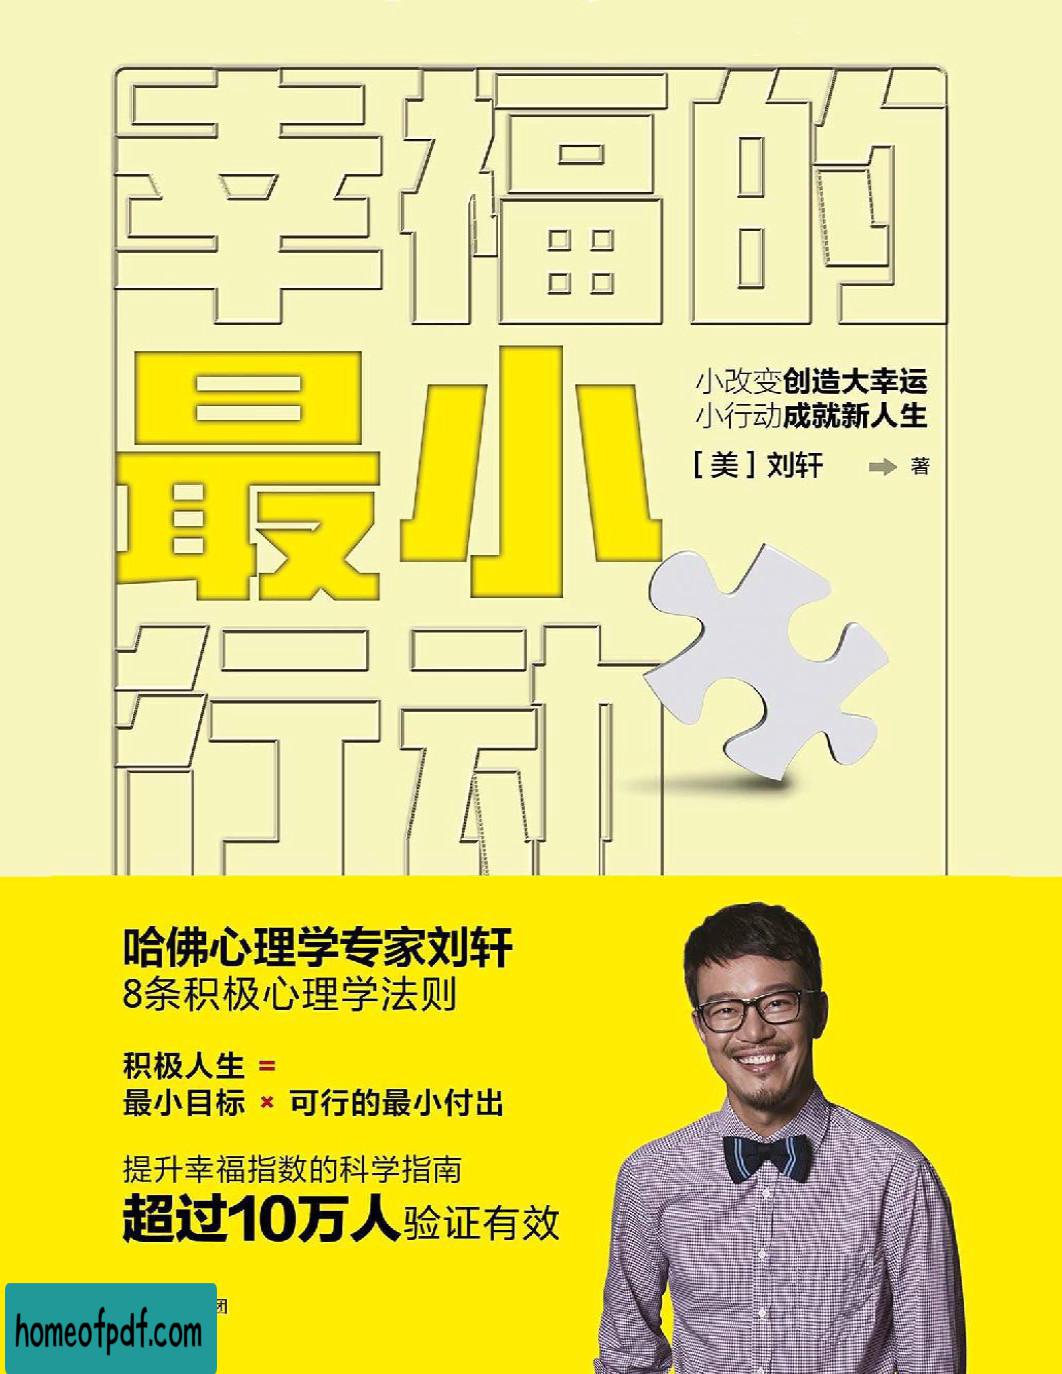 幸福的
最小
行动
小改变创造大幸运
小行动成就新人生
[美] 刘轩 著
哈佛心理学专家刘轩
8条积极心理学法则
积极人生 =
最小目标 × 可行的最小付出
提升幸福指数的科学指南
超过10万人验证有效
团
homeofpdf.com